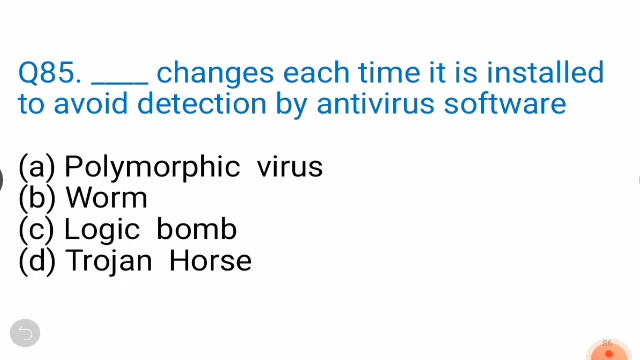 Q85. ____ changes each time it is installed
to avoid detection by antivirus software
(a) Polymorphic virus
(b) Worm
(c) Logic bomb
(d) Trojan Horse
86